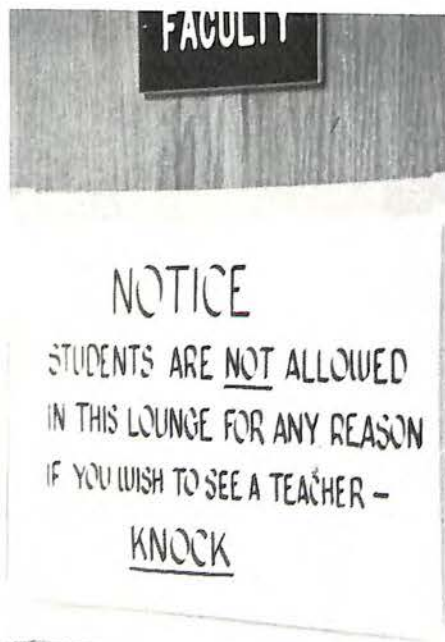 FACULTY
NOTICE
STUDENTS ARE NOT ALLOWED
IN THIS LOUNGE FOR ANY REASON
IF YOU WISH TO SEE A TEACHER –
KNOCK